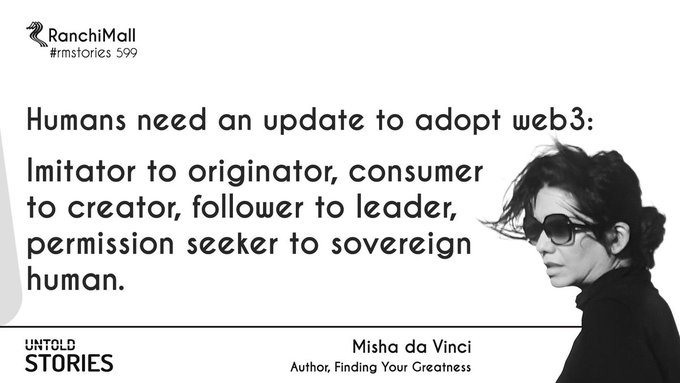 RanchiMall
#rmstories 599
Humans need an update to adopt web3:
Imitator to originator, consumer
to creator, follower to leader,
permission seeker to sovereign
human.
UNTOLD
STORIES
Misha da Vinci
Author, Finding Your Greatness